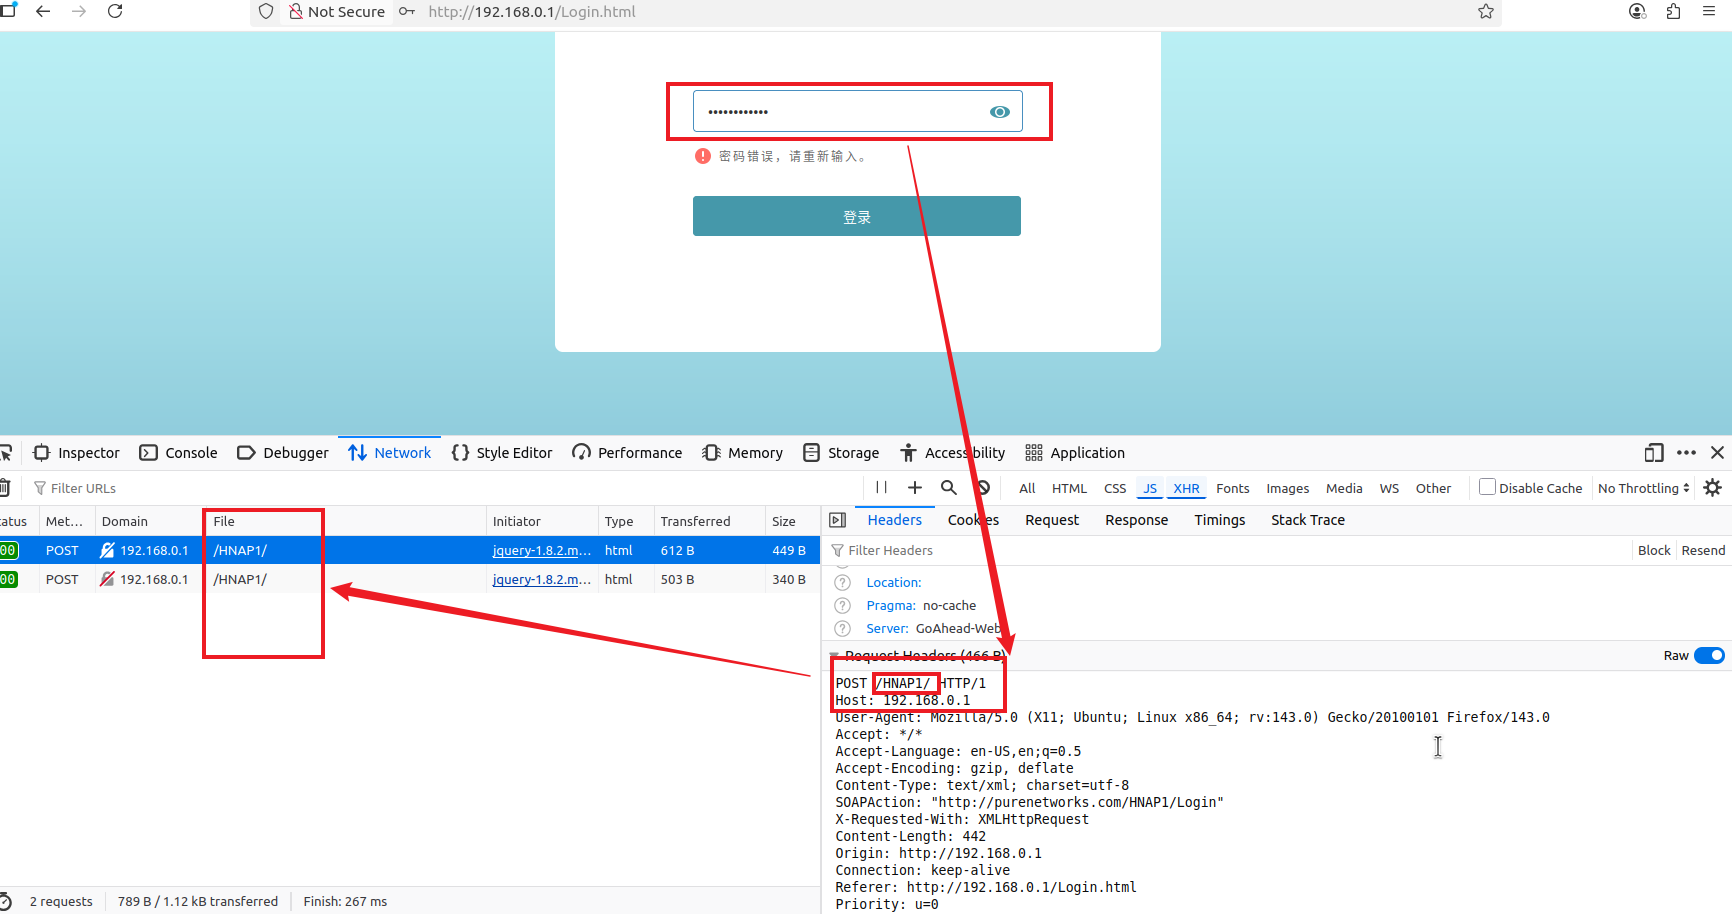 Not Secure http://192.168.0.1/Login.html
••••••••••••
密码错误，请重新输入。
登录
Inspector Console Debugger Network Style Editor Performance Memory Storage Accessibility Application
Filter URLs All HTML CSS JS XHR Fonts Images Media WS Other Disable Cache No Throttling
atus Met... Domain File Initiator Type Transferred Size
00 POST 192.168.0.1 /HNAP1/ jquery-1.8.2.m... html 612 B 449 B
00 POST 192.168.0.1 /HNAP1/ jquery-1.8.2.m... html 503 B 340 B
Headers Cookies Request Response Timings Stack Trace
Filter Headers Block Resend
Location:
Pragma: no-cache
Server: GoAhead-Web
Request Headers (466 B) Raw
POST /HNAP1/ HTTP/1
Host: 192.168.0.1
User-Agent: Mozilla/5.0 (X11; Ubuntu; Linux x86_64; rv:143.0) Gecko/20100101 Firefox/143.0
Accept: */*
Accept-Language: en-US,en;q=0.5
Accept-Encoding: gzip, deflate
Content-Type: text/xml; charset=utf-8
SOAPAction: "http://purenetworks.com/HNAP1/Login"
X-Requested-With: XMLHttpRequest
Content-Length: 442
Origin: http://192.168.0.1
Connection: keep-alive
Referer: http://192.168.0.1/Login.html
Priority: u=0
2 requests 789 B / 1.12 kB transferred Finish: 267 ms